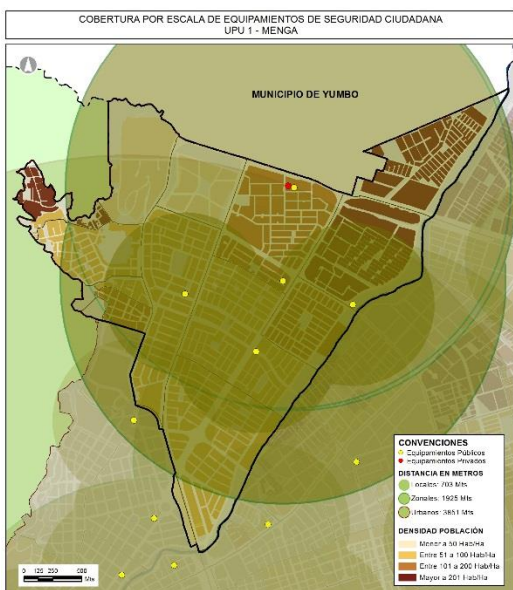 COBERTURA POR ESCALA DE EQUIPAMIENTOS DE SEGURIDAD CIUDADANA
UPU 1 - MENGA
MUNICIPIO DE YUMBO
CONVENCIONES
Equipamientos Públicos
Equipamientos Privados
DISTANCIA EN METROS
Locales: 703 Mts
Zonales: 1925 Mts
Urbanos: 3851 Mts
DENSIDAD POBLACIÓN
Menor a 50 Hab/Ha
Entre 51 a 100 Hab/Ha
Entre 101 a 200 Hab/Ha
Mayor a 201 Hab/Ha
0 125 250 500
Mts